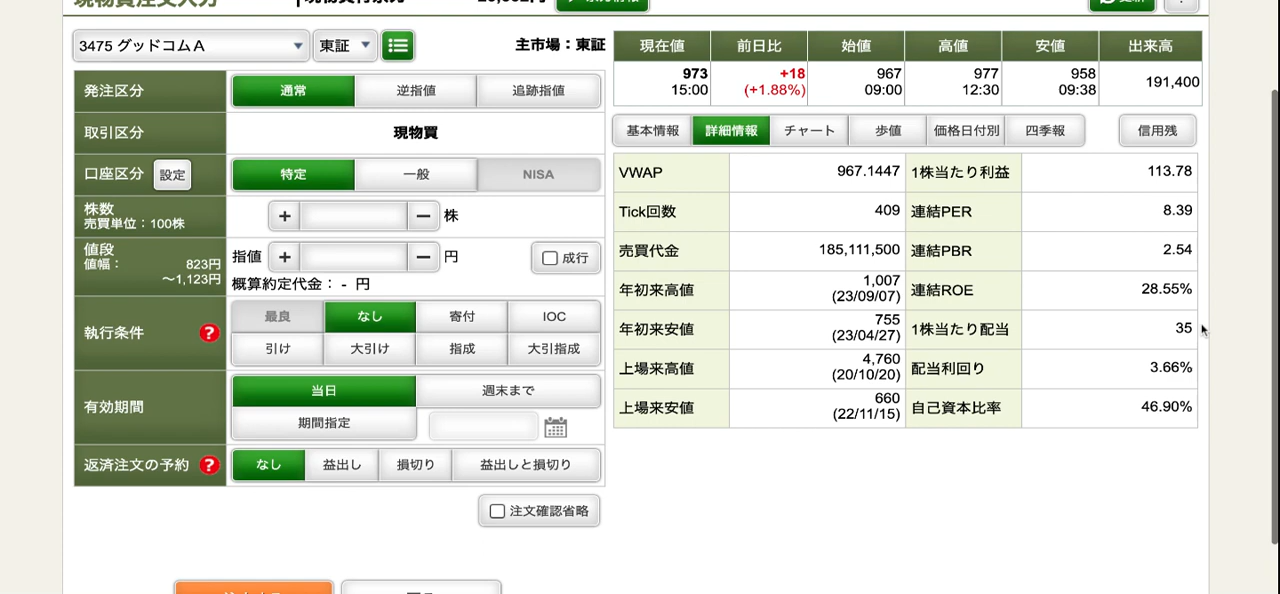 現物買注文入力
3475 グッドコムA
東証
主市場：東証
発注区分
通常
逆指値
追跡指値
取引区分
現物買
口座区分
設定
特定
一般
NISA
株数
売買単位：100株
+
−
株
値段
値幅：
823円
～1,123円
指値
+
−
円
成行
概算約定代金： - 円
執行条件
?
最良
なし
寄付
IOC
引け
大引け
指成
大引指成
有効期間
当日
週末まで
期間指定
返済注文の予約
?
なし
益出し
損切り
益出しと損切り
注文確認省略
現在値
前日比
始値
高値
安値
出来高
973
15:00
+18
(+1.88%)
967
09:00
977
12:30
958
09:38
191,400
基本情報
詳細情報
チャート
歩値
価格日付別
四季報
信用残
VWAP
967.1447
1株当たり利益
113.78
Tick回数
409
連結PER
8.39
売買代金
185,111,500
連結PBR
2.54
年初来高値
1,007
(23/09/07)
連結ROE
28.55%
年初来安値
755
(23/04/27)
1株当たり配当
35
上場来高値
4,760
(20/10/20)
配当利回り
3.66%
上場来安値
660
(22/11/15)
自己資本比率
46.90%